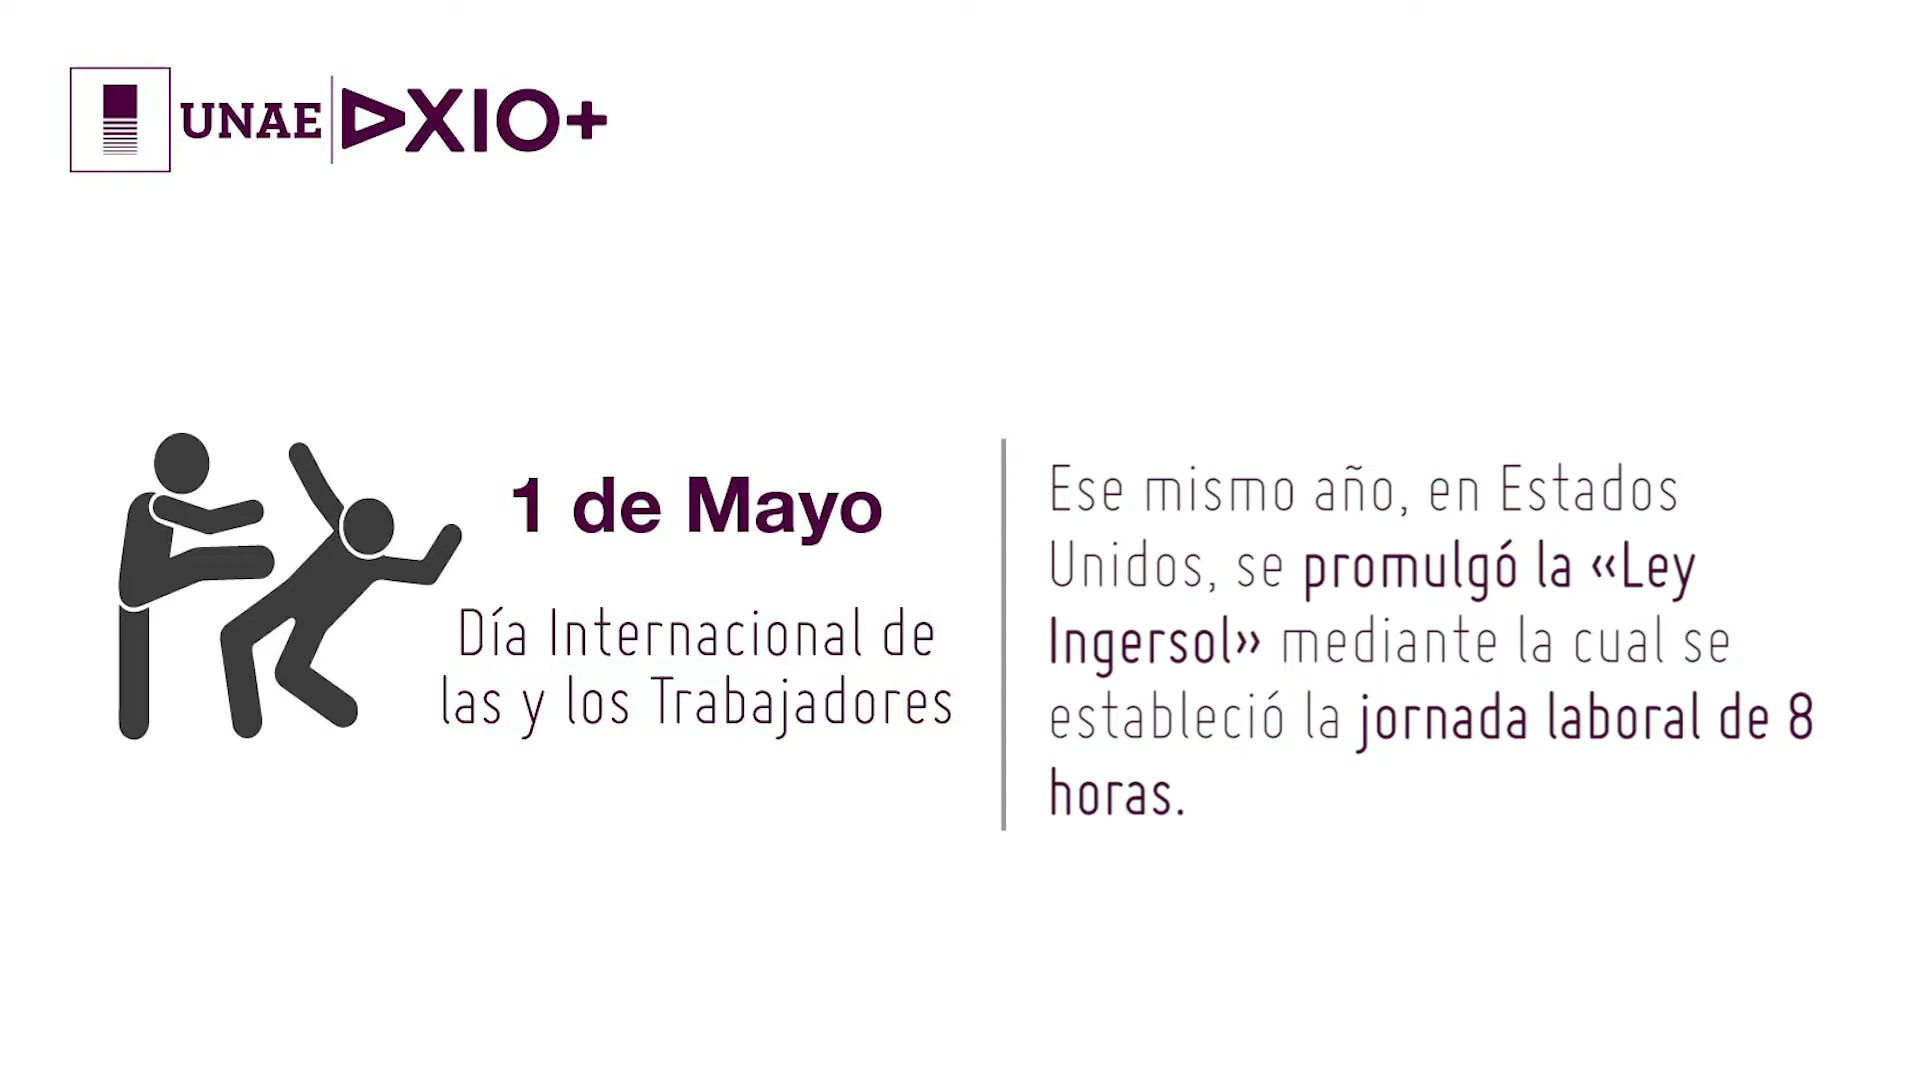 UNAE
AXIO+
1 de Mayo
Día Internacional de
las y los Trabajadores
Ese mismo año, en Estados
Unidos, se promulgó la «Ley
Ingersol» mediante la cual se
estableció la jornada laboral de 8
horas.